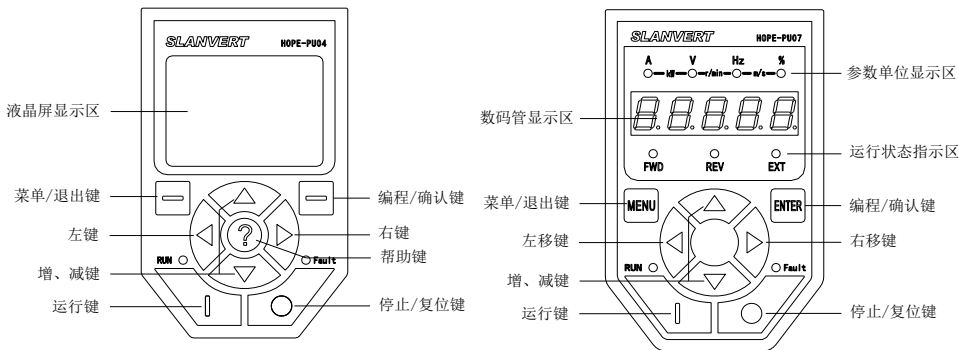 SLANVERT HOPE-PU04
液晶屏显示区
菜单/退出键
编程/确认键
左键
?
右键
帮助键
RUN
Fault
增、减键
运行键
停止/复位键
SLANVERT HOPE-PU07
A V Hz %
kW r/min m/s
参数单位显示区
数码管显示区
8.8.8.8.8.
运行状态指示区
FWD REV EXT
菜单/退出键
MENU
ENTER
编程/确认键
左移键
右移键
RUN
Fault
增、减键
运行键
停止/复位键